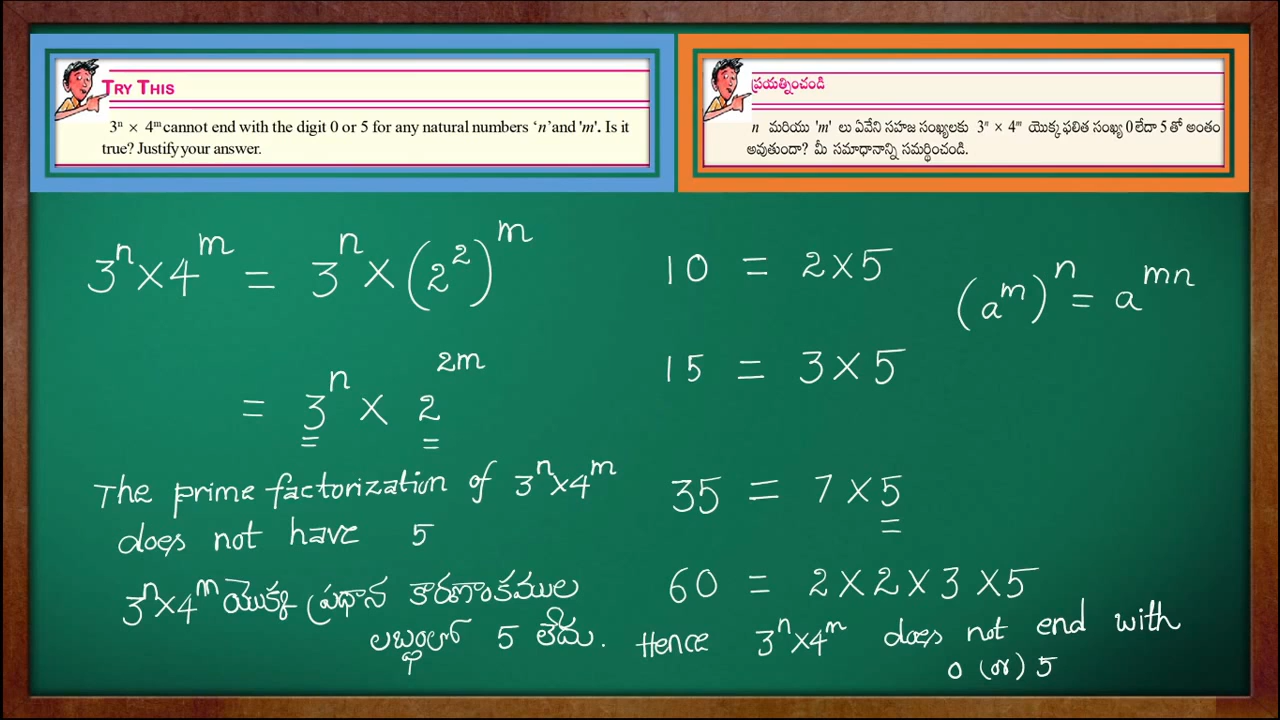 TRY THIS
3ⁿ × 4ᵐ cannot end with the digit 0 or 5 for any natural numbers ‘n’ and 'm'. Is it
true? Justify your answer.
ప్రయత్నించండి
n మరియు 'm' లు ఏవేని సహజ సంఖ్యలకు 3ⁿ × 4ᵐ యొక్క ఫలిత సంఖ్య 0 లేదా 5 తో అంతం
అవుతుందా? మీ సమాధానాన్ని సమర్థించండి.
3ⁿ × 4ᵐ = 3ⁿ × (2²)ᵐ
= 3ⁿ × 2²ᵐ
The prime factorization of 3ⁿ×4ᵐ
does not have 5
3ⁿ×4ᵐ యొక్క ప్రధాన కారణాంకముల
లబ్ధంలో 5 లేదు.
10 = 2 × 5
(aᵐ)ⁿ = aᵐⁿ
15 = 3 × 5
35 = 7 × 5
60 = 2 × 2 × 3 × 5
Hence 3ⁿ×4ᵐ does not end with
0 (or) 5